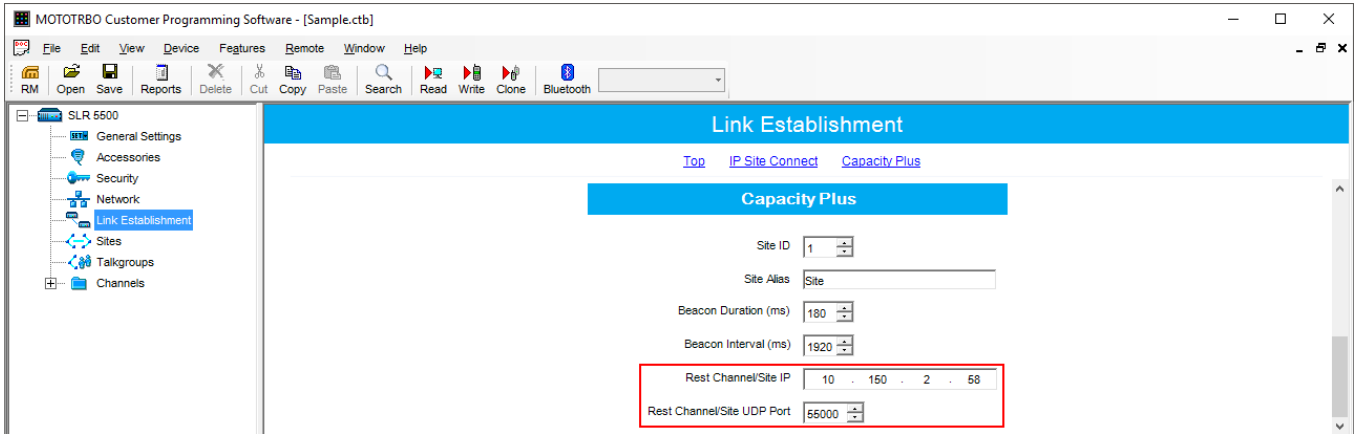 MOTOTRBO Customer Programming Software - [Sample.ctb]
DOC File Edit View Device Features Remote Window Help
RM Open Save Reports Delete Cut Copy Paste Search Read Write Clone Bluetooth
SLR 5500
General Settings
Accessories
Security
Network
Link Establishment
Sites
Talkgroups
Channels
Link Establishment
Top IP Site Connect Capacity Plus
Capacity Plus
Site ID 1
Site Alias Site
Beacon Duration (ms) 180
Beacon Interval (ms) 1920
Rest Channel/Site IP 10 . 150 . 2 . 58
Rest Channel/Site UDP Port 55000